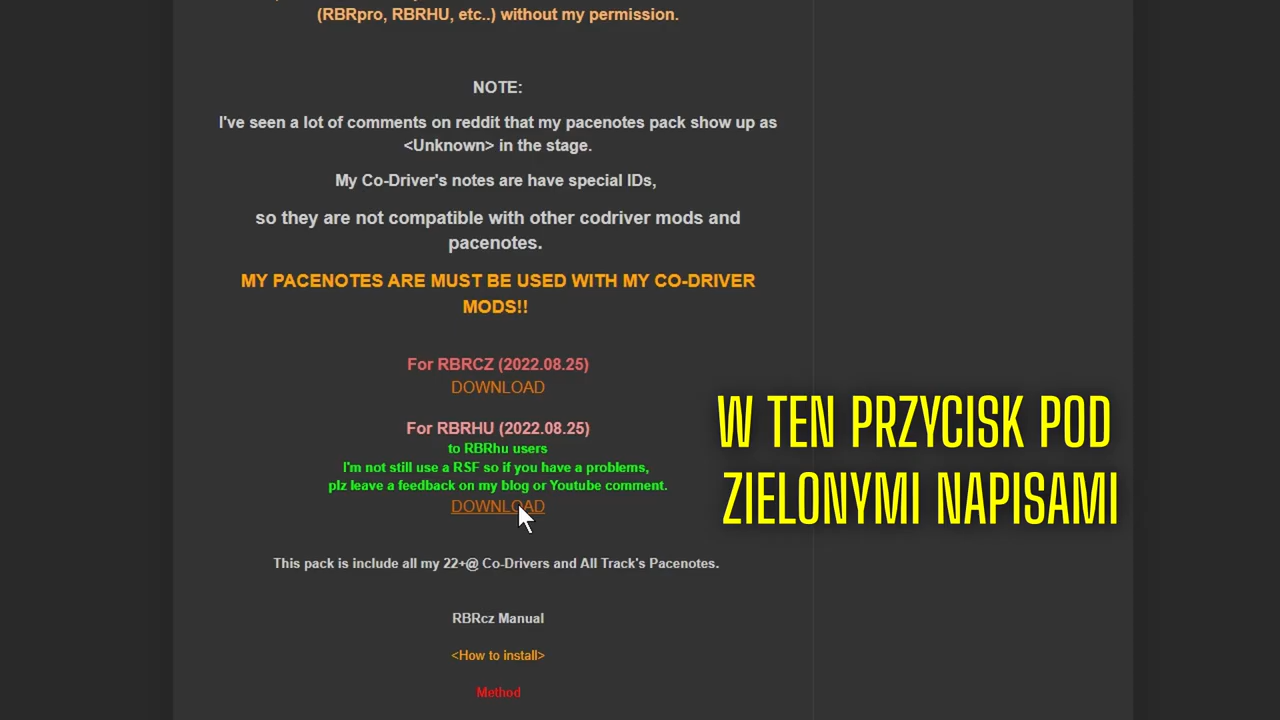 (RBRpro, RBRHU, etc..) without my permission.
NOTE:
I've seen a lot of comments on reddit that my pacenotes pack show up as
<Unknown> in the stage.
My Co-Driver's notes are have special IDs,
so they are not compatible with other codriver mods and
pacenotes.
MY PACENOTES ARE MUST BE USED WITH MY CO-DRIVER
MODS!!
For RBRCZ (2022.08.25)
DOWNLOAD
For RBRHU (2022.08.25)
to RBRhu users
I'm not still use a RSF so if you have a problems,
plz leave a feedback on my blog or Youtube comment.
DOWNLOAD
W TEN PRZYCISK POD
ZIELONYMI NAPISAMI
This pack is include all my 22+@ Co-Drivers and All Track's Pacenotes.
RBRcz Manual
<How to install>
Method